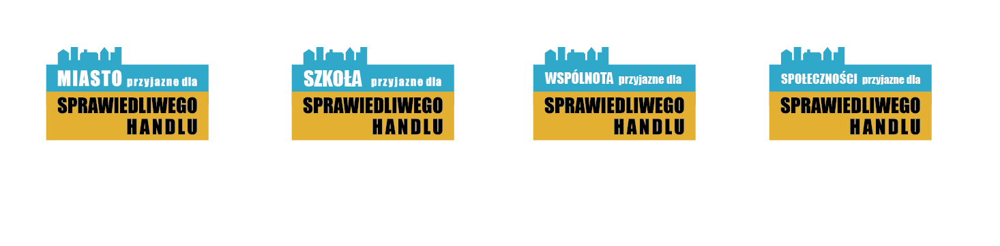 MIASTO przyjazne dla
SPRAWIEDLIWEGO
HANDLU
SZKOŁA przyjazne dla
SPRAWIEDLIWEGO
HANDLU
WSPÓLNOTA przyjazne dla
SPRAWIEDLIWEGO
HANDLU
SPOŁECZNOŚCI przyjazne dla
SPRAWIEDLIWEGO
HANDLU